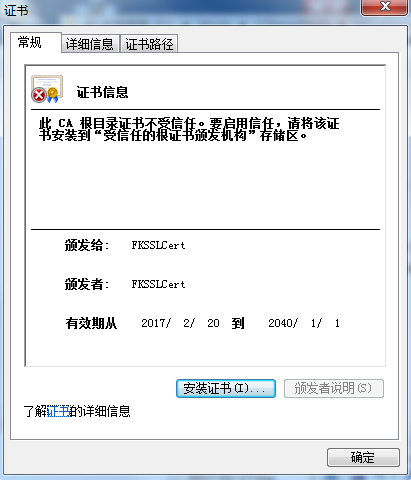 证书
常规 详细信息 证书路径
证书信息
此 CA 根目录证书不受信任。要启用信任，请将该证
书安装到“受信任的根证书颁发机构”存储区。
颁发给： FKSSLCert
颁发者： FKSSLCert
有效期从 2017/ 2/ 20 到 2040/ 1/ 1
安装证书(I)... 颁发者说明(S)
了解证书的详细信息
确定